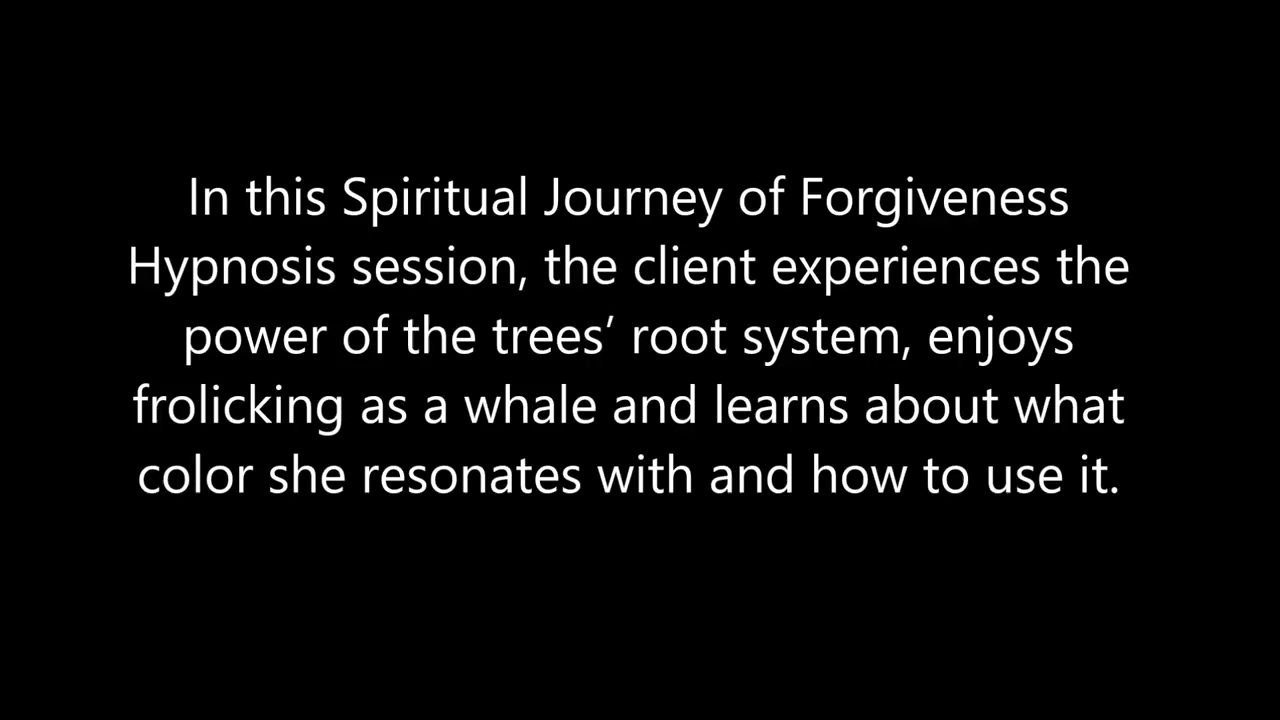 In this Spiritual Journey of Forgiveness
Hypnosis session, the client experiences the
power of the trees’ root system, enjoys
frolicking as a whale and learns about what
color she resonates with and how to use it.